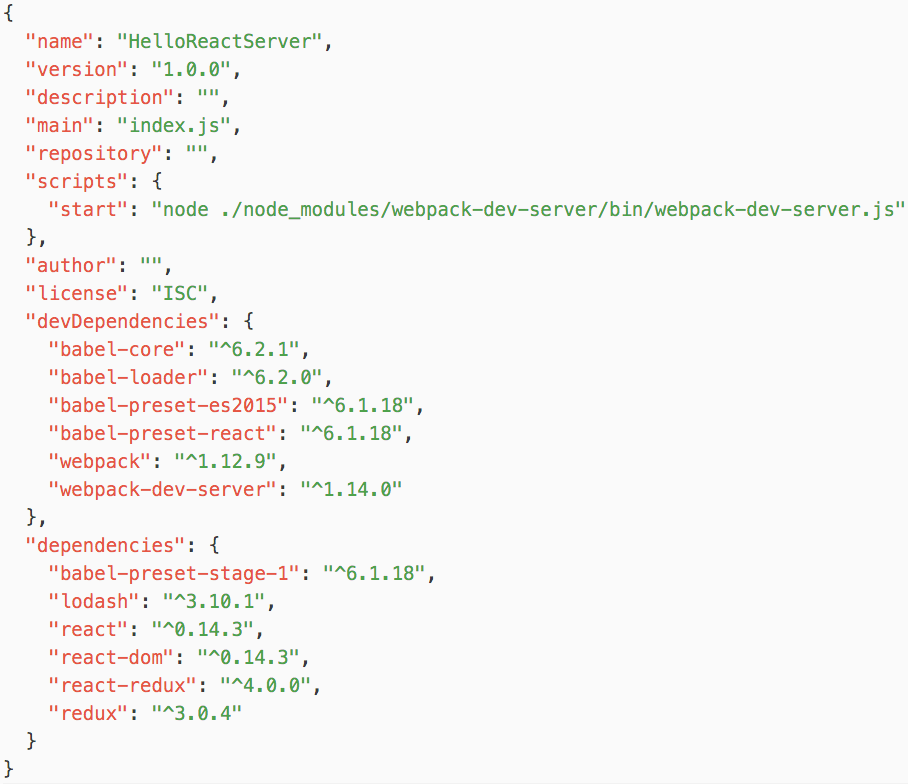 {
  "name": "HelloReactServer",
  "version": "1.0.0",
  "description": "",
  "main": "index.js",
  "repository": "",
  "scripts": {
    "start": "node ./node_modules/webpack-dev-server/bin/webpack-dev-server.js"
  },
  "author": "",
  "license": "ISC",
  "devDependencies": {
    "babel-core": "^6.2.1",
    "babel-loader": "^6.2.0",
    "babel-preset-es2015": "^6.1.18",
    "babel-preset-react": "^6.1.18",
    "webpack": "^1.12.9",
    "webpack-dev-server": "^1.14.0"
  },
  "dependencies": {
    "babel-preset-stage-1": "^6.1.18",
    "lodash": "^3.10.1",
    "react": "^0.14.3",
    "react-dom": "^0.14.3",
    "react-redux": "^4.0.0",
    "redux": "^3.0.4"
  }
}